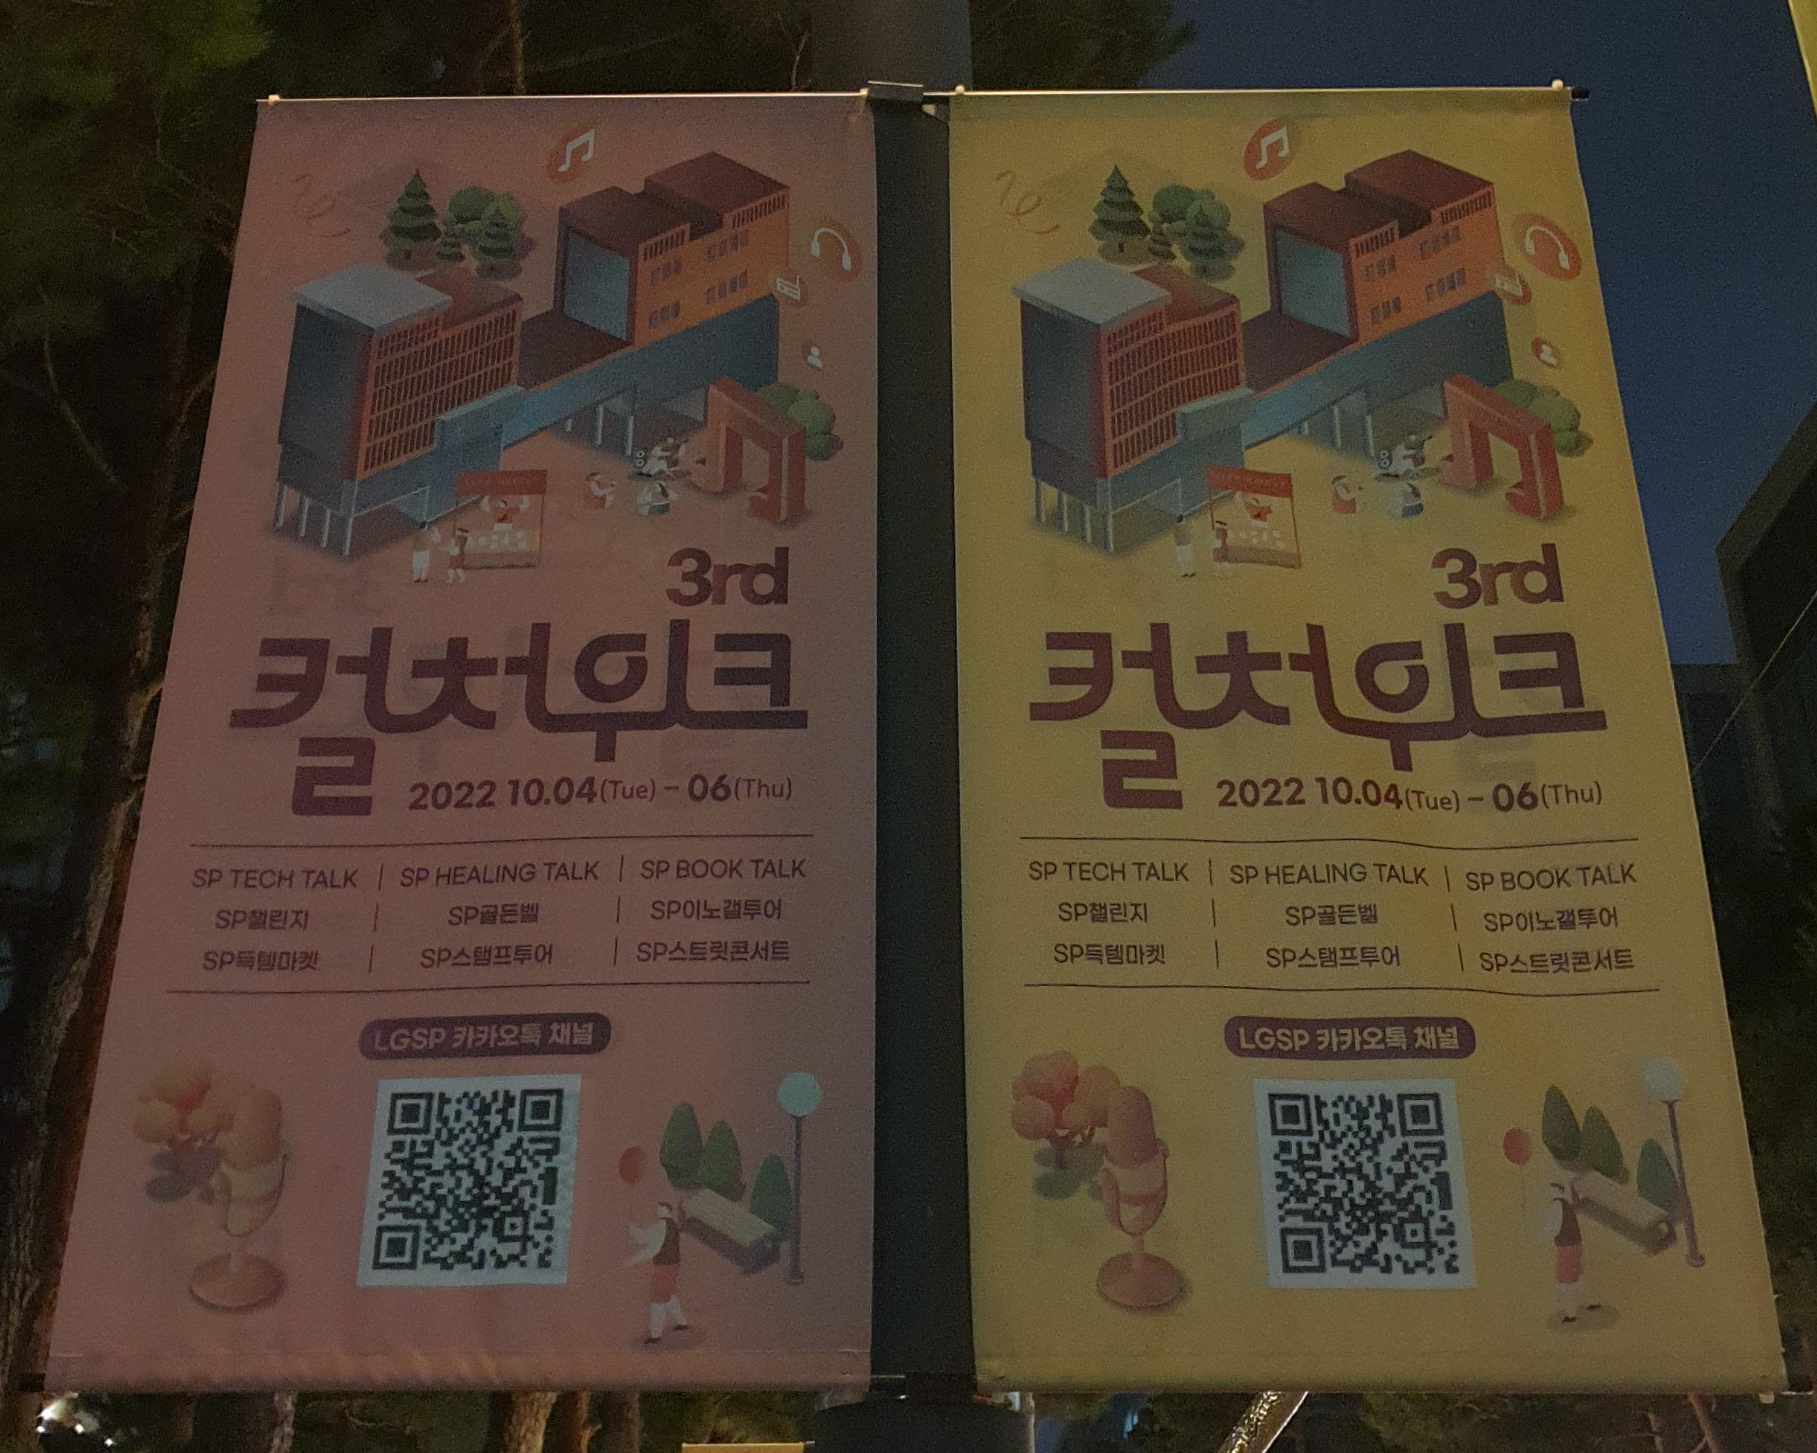 3rd
컬처위크
2022 10.04(Tue) - 06(Thu)
SP TECH TALK | SP HEALING TALK | SP BOOK TALK
SP챌린지 | SP골든벨 | SP이노갤투어
SP득템마켓 | SP스탬프투어 | SP스트릿콘서트
LGSP 카카오톡 채널
3rd
컬처위크
2022 10.04(Tue) - 06(Thu)
SP TECH TALK | SP HEALING TALK | SP BOOK TALK
SP챌린지 | SP골든벨 | SP이노갤투어
SP득템마켓 | SP스탬프투어 | SP스트릿콘서트
LGSP 카카오톡 채널